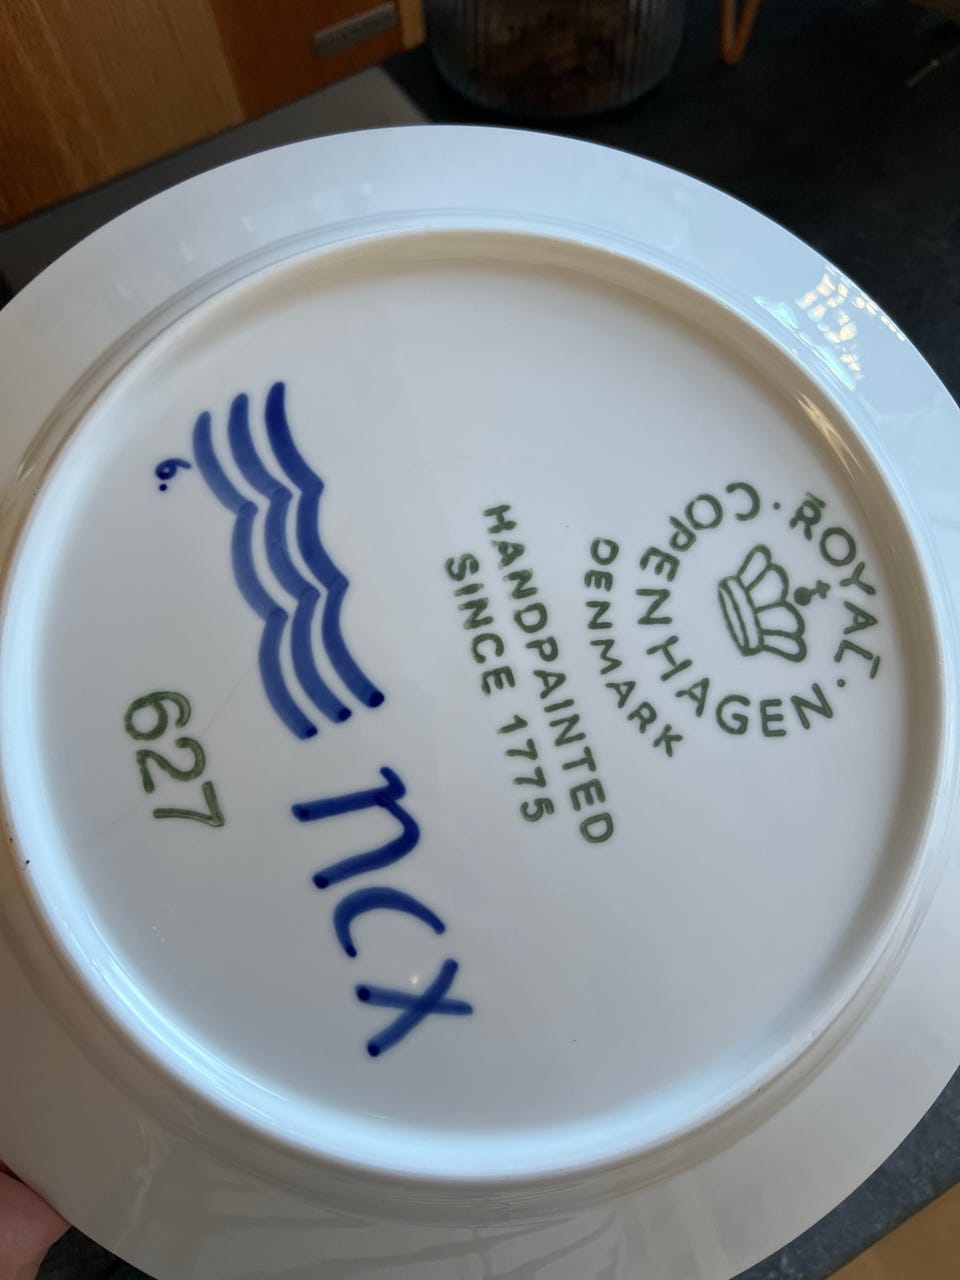 ROYAL
COPENHAGEN
DENMARK
HANDPAINTED
SINCE 1775
ncx
6.
627